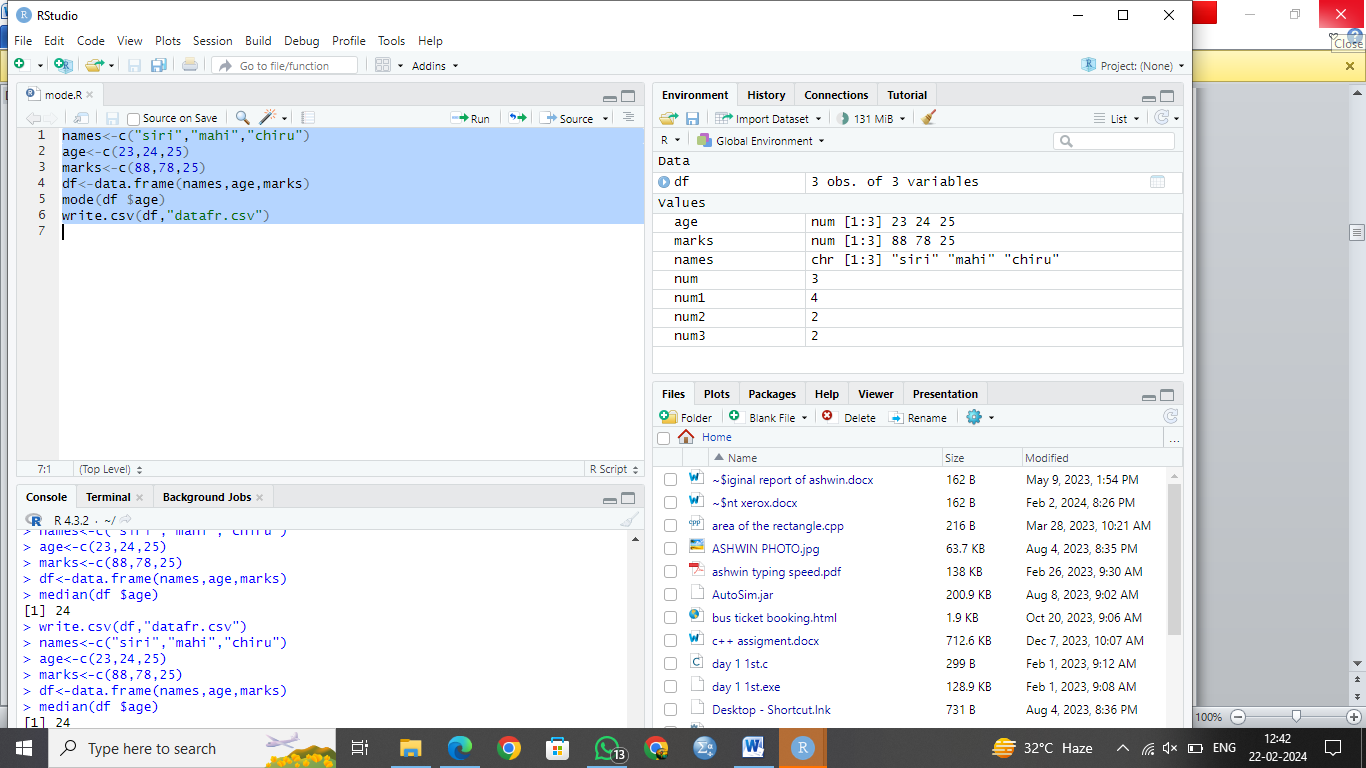 RStudio
File Edit Code View Plots Session Build Debug Profile Tools Help
Go to file/function Addins Project: (None)
Close
mode.R
Source on Save Run Source
1 names<-c("siri","mahi","chiru")
2 age<-c(23,24,25)
3 marks<-c(88,78,25)
4 df<-data.frame(names,age,marks)
5 mode(df $age)
6 write.csv(df,"datafr.csv")
7
7:1 (Top Level) R Script
Console Terminal Background Jobs
R 4.3.2 · ~/
> names<-c("siri","mahi","chiru")
> age<-c(23,24,25)
> marks<-c(88,78,25)
> df<-data.frame(names,age,marks)
> median(df $age)
[1] 24
> write.csv(df,"datafr.csv")
> names<-c("siri","mahi","chiru")
> age<-c(23,24,25)
> marks<-c(88,78,25)
> df<-data.frame(names,age,marks)
> median(df $age)
[1] 24
Environment History Connections Tutorial
Import Dataset 131 MiB List
R Global Environment
Data
df 3 obs. of 3 variables
Values
age num [1:3] 23 24 25
marks num [1:3] 88 78 25
names chr [1:3] "siri" "mahi" "chiru"
num 3
num1 4
num2 2
num3 2
Files Plots Packages Help Viewer Presentation
Folder Blank File Delete Rename
Home ...
Name Size Modified
~$iginal report of ashwin.docx 162 B May 9, 2023, 1:54 PM
~$nt xerox.docx 162 B Feb 2, 2024, 8:26 PM
area of the rectangle.cpp 216 B Mar 28, 2023, 10:21 AM
ASHWIN PHOTO.jpg 63.7 KB Aug 4, 2023, 8:35 PM
ashwin typing speed.pdf 138 KB Feb 26, 2023, 9:30 AM
AutoSim.jar 200.9 KB Aug 8, 2023, 9:02 AM
bus ticket booking.html 1.9 KB Oct 20, 2023, 9:06 AM
c++ assigment.docx 712.6 KB Dec 7, 2023, 10:07 AM
day 1 1st.c 299 B Feb 1, 2023, 9:12 AM
day 1 1st.exe 128.9 KB Feb 1, 2023, 9:08 AM
Desktop - Shortcut.lnk 731 B Aug 4, 2023, 8:36 PM
100%
Type here to search 13 32°C Haze ENG 12:42
22-02-2024